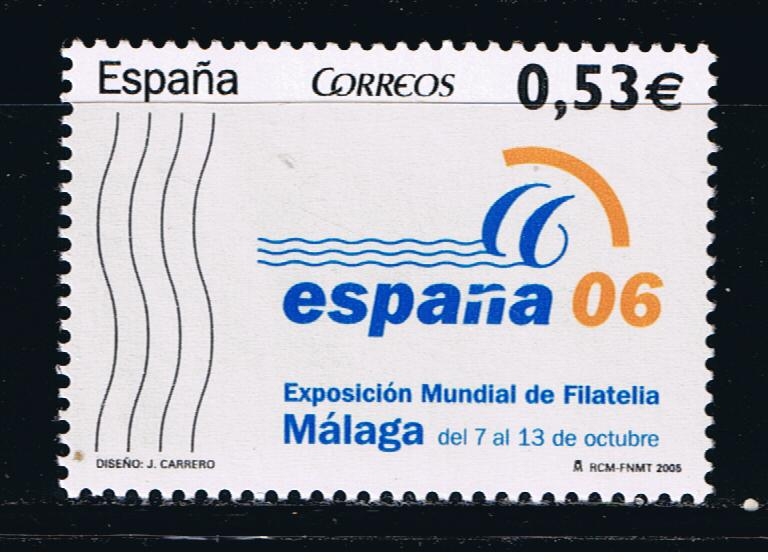 España CORREOS 0,53€
españa 06
Exposición Mundial de Filatelia
Málaga del 7 al 13 de octubre
DISEÑO: J. CARRERO RCM-FNMT 2005